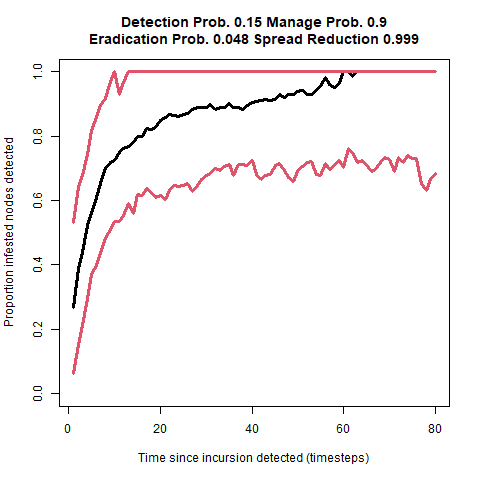 Detection Prob. 0.15 Manage Prob. 0.9
Eradication Prob. 0.048 Spread Reduction 0.999
Proportion infested nodes detected
1.0
0.8
0.6
0.4
0.2
0.0
0 20 40 60 80
Time since incursion detected (timesteps)